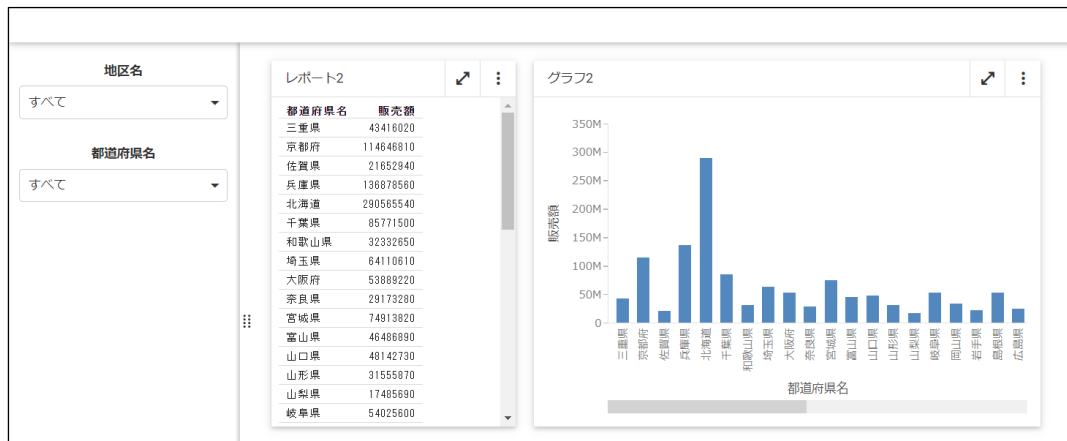 地区名
すべて
都道府県名
すべて
レポート2
都道府県名 販売額
三重県 43416020
京都府 114646810
佐賀県 21652940
兵庫県 136878560
北海道 290565540
千葉県 85771500
和歌山県 32332650
埼玉県 64110610
大阪府 53889220
奈良県 29173280
宮城県 74913820
富山県 46486890
山口県 48142730
山形県 31555870
山梨県 17485690
岐阜県 54025600
グラフ2
販売額
350M
300M
250M
200M
150M
100M
50M
0
三重県
京都府
佐賀県
兵庫県
北海道
千葉県
和歌山県
埼玉県
大阪府
奈良県
宮城県
富山県
山口県
山形県
山梨県
岐阜県
岡山県
岩手県
島根県
広島県
都道府県名